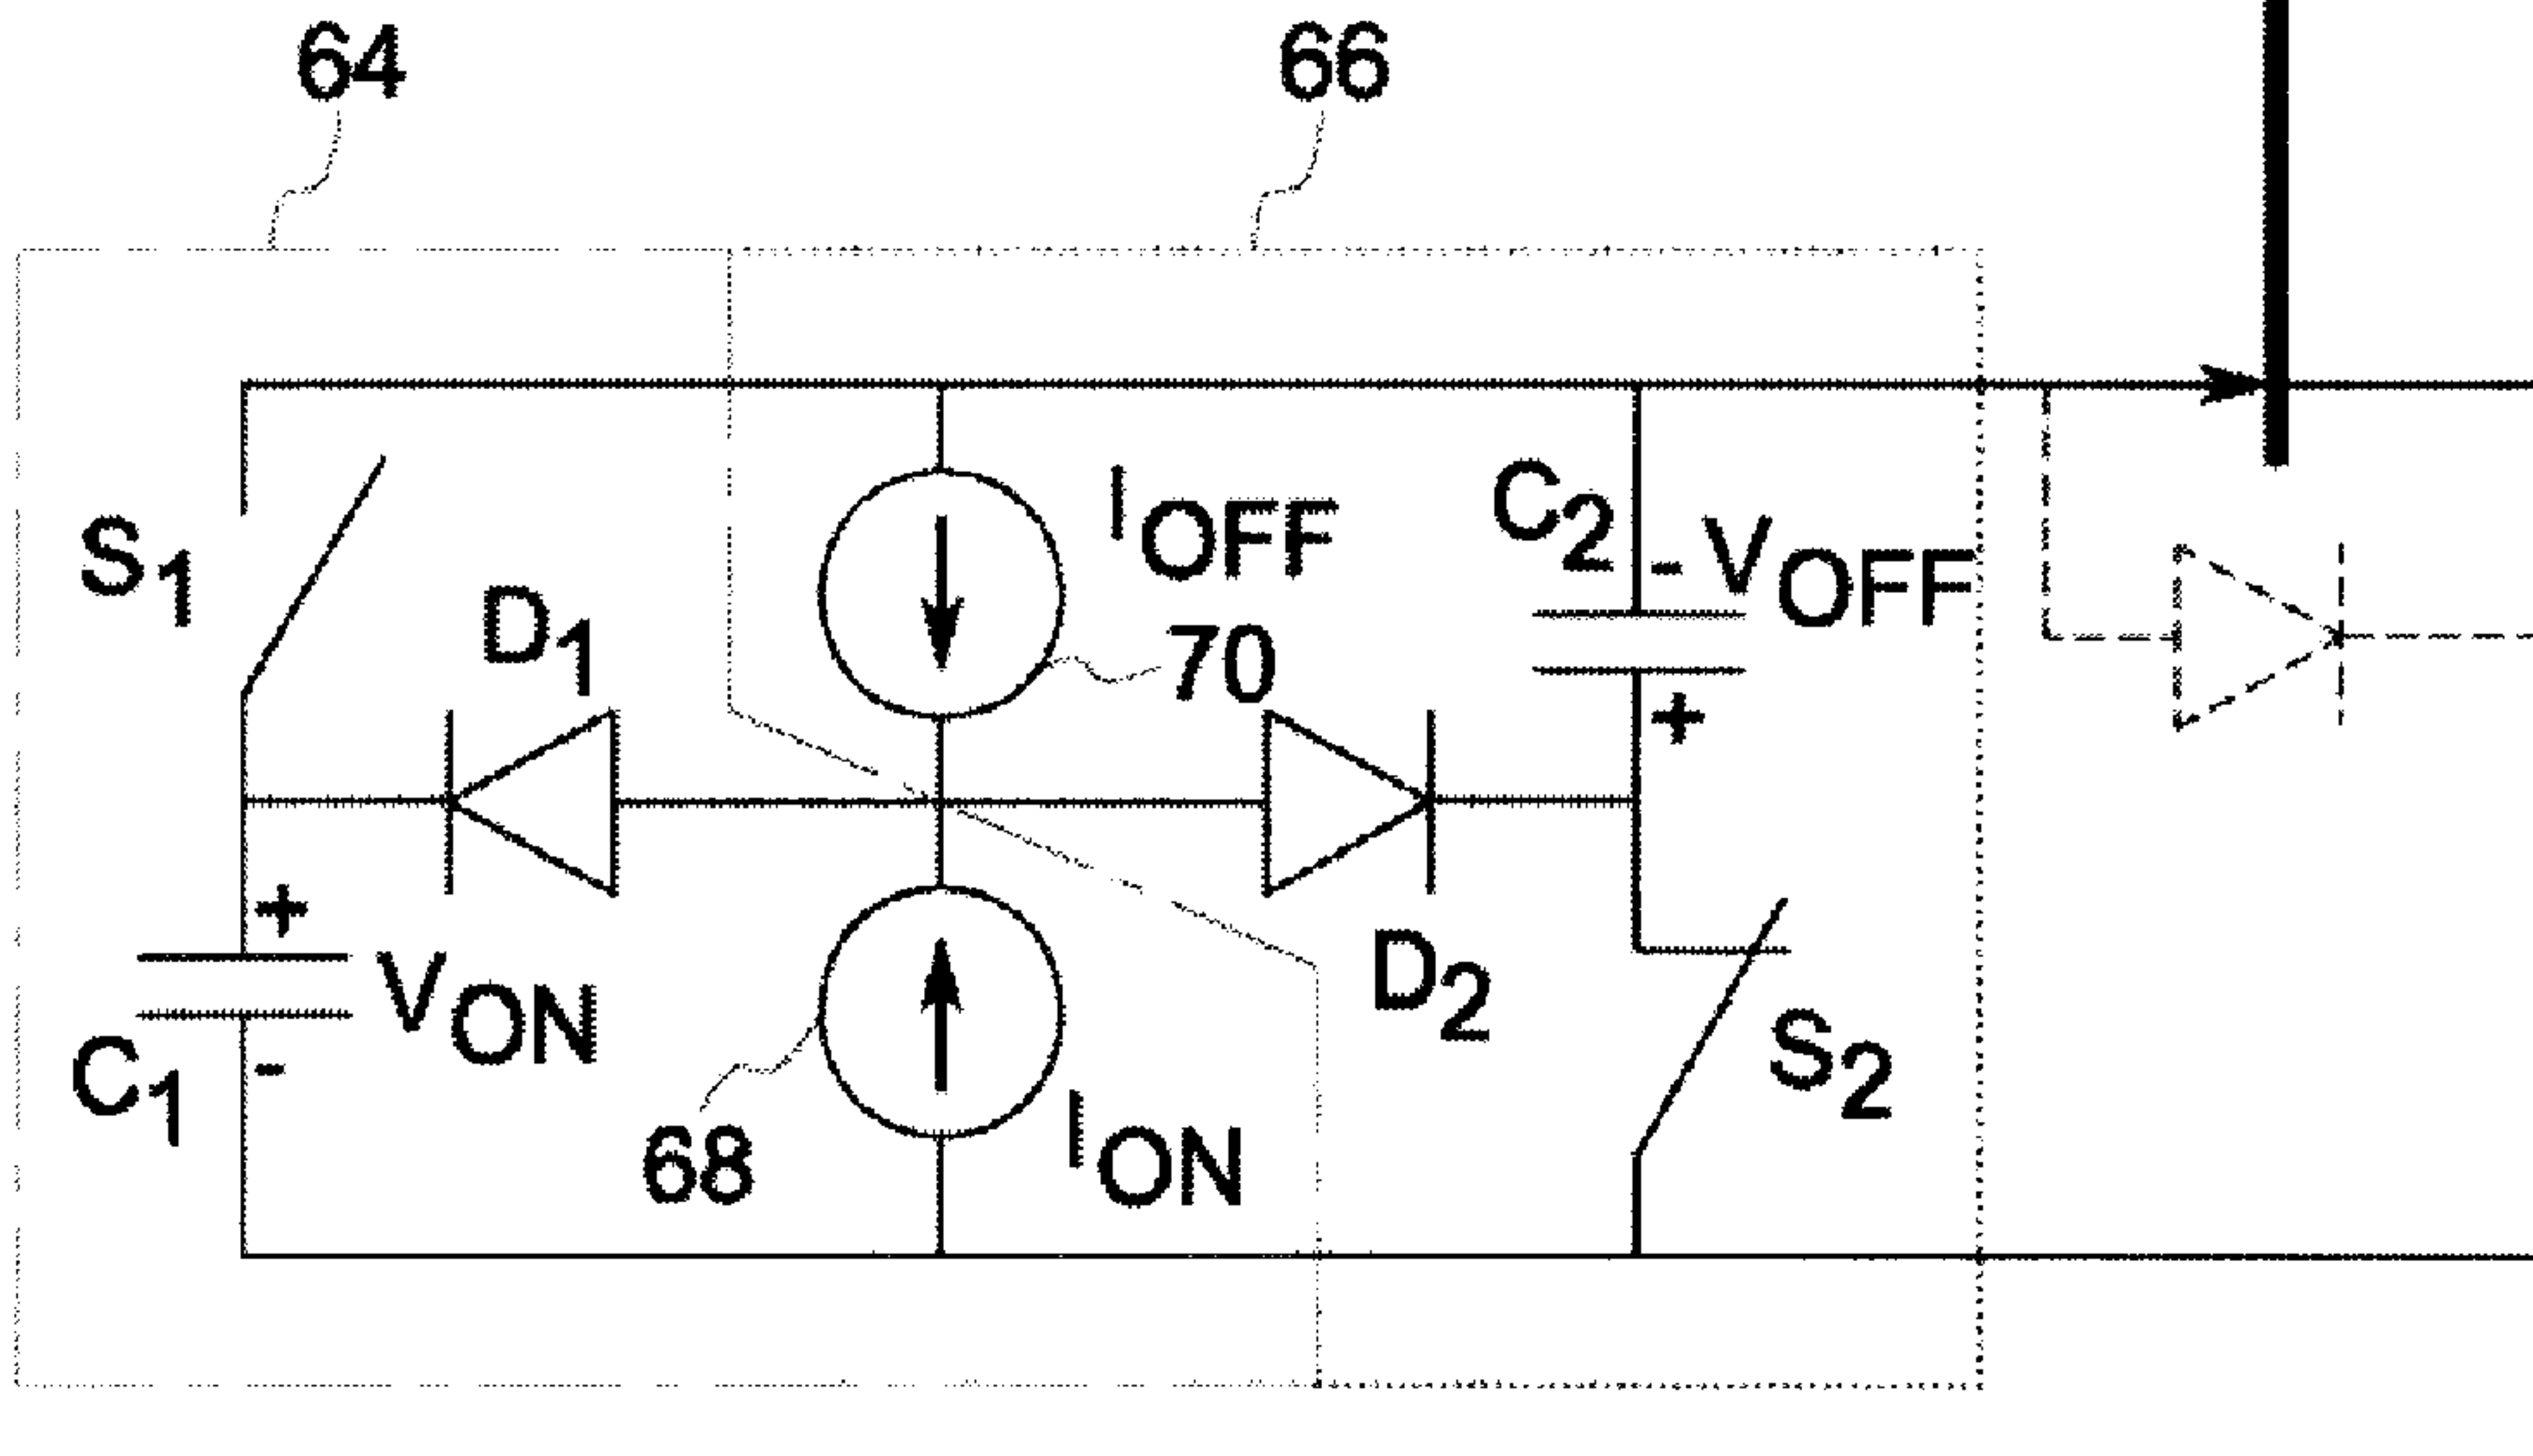 64
66
S1
D1
IOFF
70
C2
-
VOFF
+
+
VON
C1
-
68
ION
D2
S2